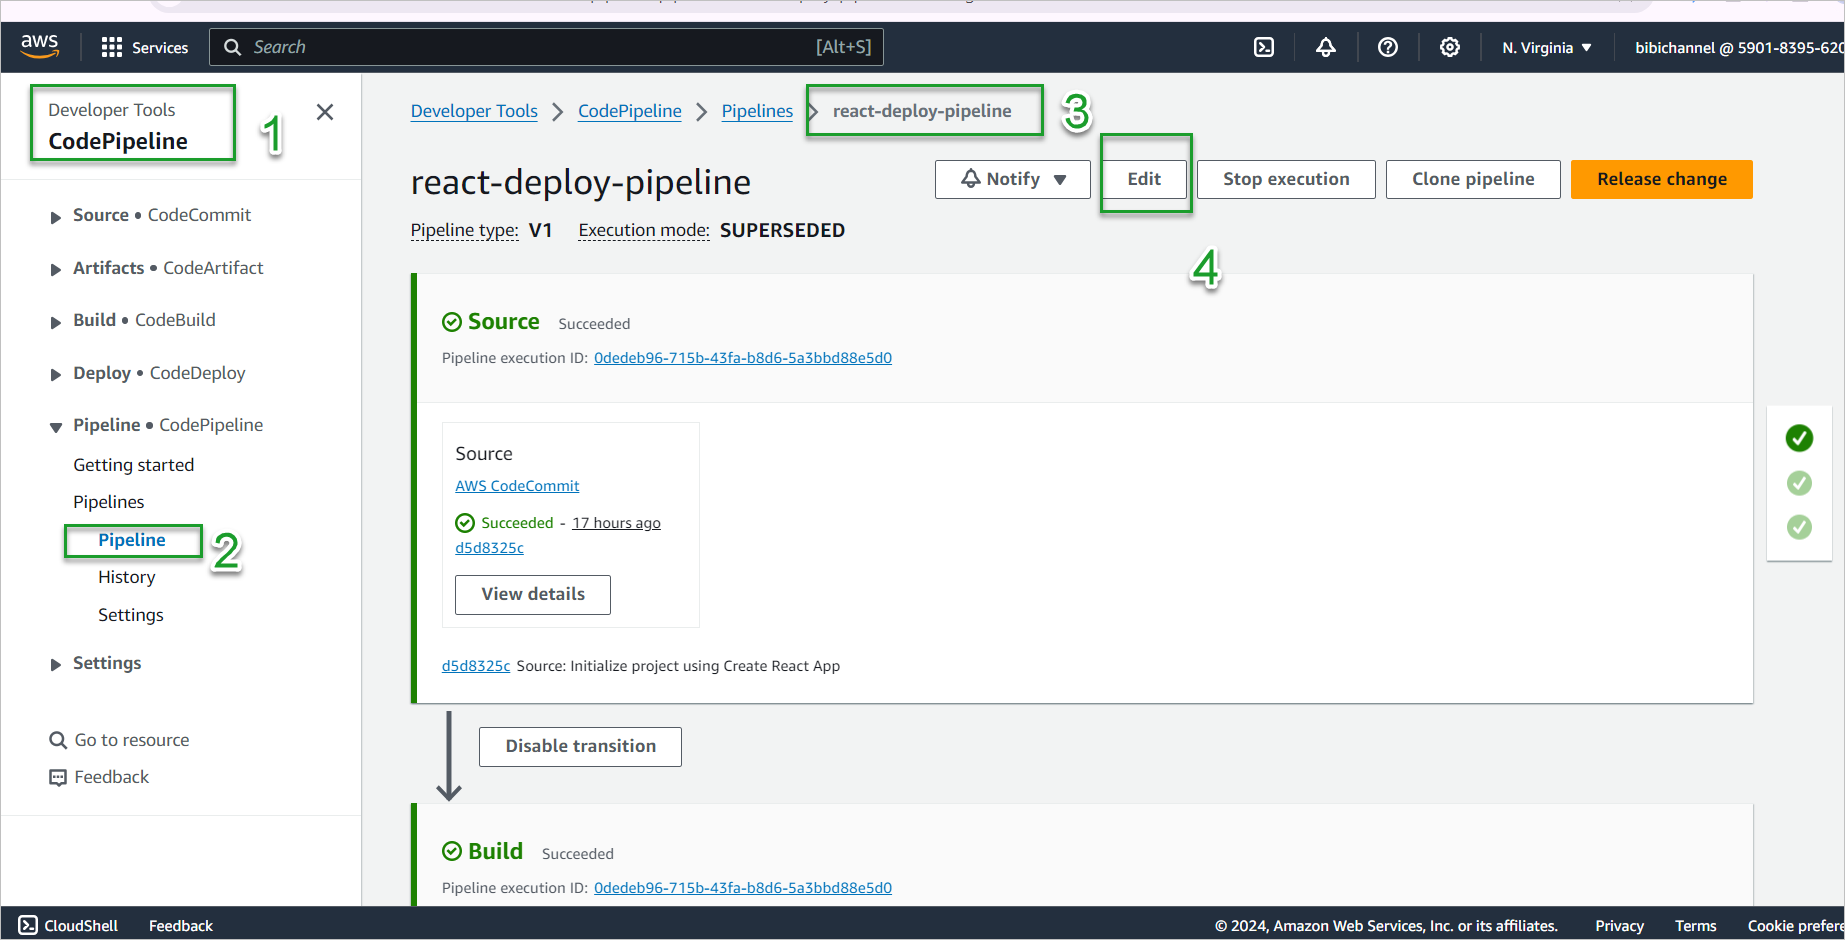 aws
Services
Search
[Alt+S]
N. Virginia
bibichannel @ 5901-8395-620
Developer Tools
CodePipeline
1
Source • CodeCommit
Artifacts • CodeArtifact
Build • CodeBuild
Deploy • CodeDeploy
Pipeline • CodePipeline
Getting started
Pipelines
Pipeline
2
History
Settings
Settings
Go to resource
Feedback
Developer Tools
CodePipeline
Pipelines
react-deploy-pipeline
3
react-deploy-pipeline
Notify
Edit
Stop execution
Clone pipeline
Release change
4
Pipeline type: V1
Execution mode: SUPERSEDED
Source Succeeded
Pipeline execution ID: 0dedeb96-715b-43fa-b8d6-5a3bbd88e5d0
Source
AWS CodeCommit
Succeeded - 17 hours ago
d5d8325c
View details
d5d8325c Source: Initialize project using Create React App
Disable transition
Build Succeeded
Pipeline execution ID: 0dedeb96-715b-43fa-b8d6-5a3bbd88e5d0
CloudShell
Feedback
© 2024, Amazon Web Services, Inc. or its affiliates.
Privacy
Terms
Cookie prefere